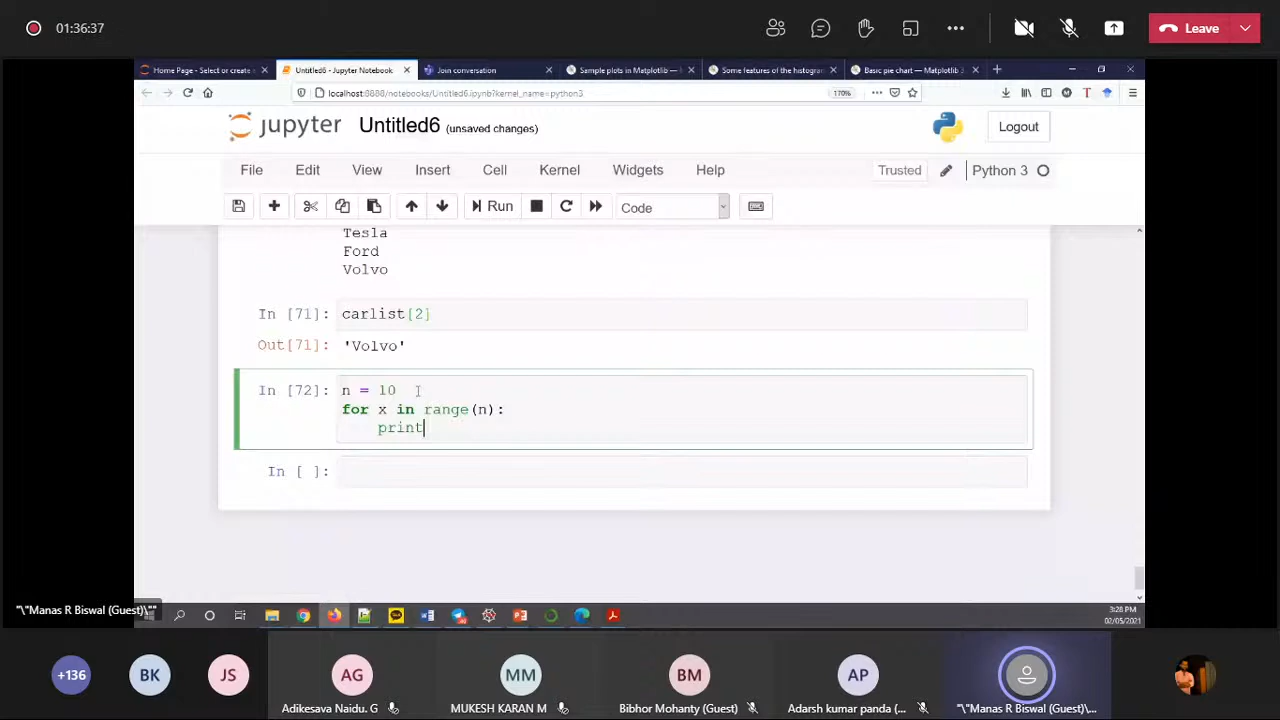 01:36:37
Leave
Home Page - Select or create
Untitled6 - Jupyter Notebook
Join conversation
Sample plots in Matplotlib — M
Some features of the histogram
Basic pie chart — Matplotlib 3.
localhost:8888/notebooks/Untitled6.ipynb?kernel_name=python3
170%
jupyter Untitled6 (unsaved changes)
Logout
File Edit View Insert Cell Kernel Widgets Help
Trusted
Python 3
Run
Code
Tesla
Ford
Volvo
In [71]: carlist[2]
Out[71]: 'Volvo'
In [72]: n = 10
for x in range(n):
print
In [ ]:
"\"Manas R Biswal (Guest)\""
3:28 PM
02/05/2021
+136
BK
JS
AG
MM
BM
AP
Adikesava Naidu. G
MUKESH KARAN M
Bibhor Mohanty (Guest)
Adarsh kumar panda (...
"\"Manas R Biswal (Guest)\...